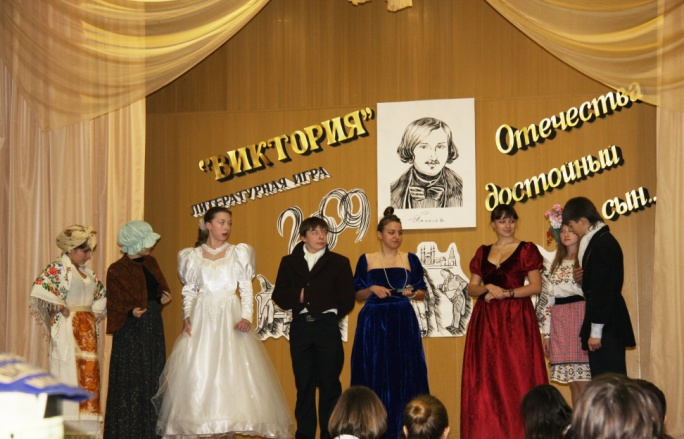 "ВИКТОРИЯ"
ЛИТЕРАТУРНАЯ ИГРА
2009
Отечества
достойный
сын..